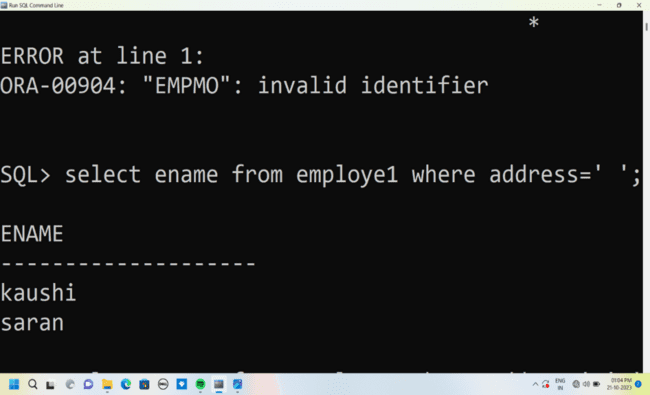 Run SQL Command Line
*
ERROR at line 1:
ORA-00904: "EMPMO": invalid identifier
SQL> select ename from employe1 where address=' ';
ENAME
--------------------
kaushi
saran
ENG
IN
01:04 PM
21-10-2023